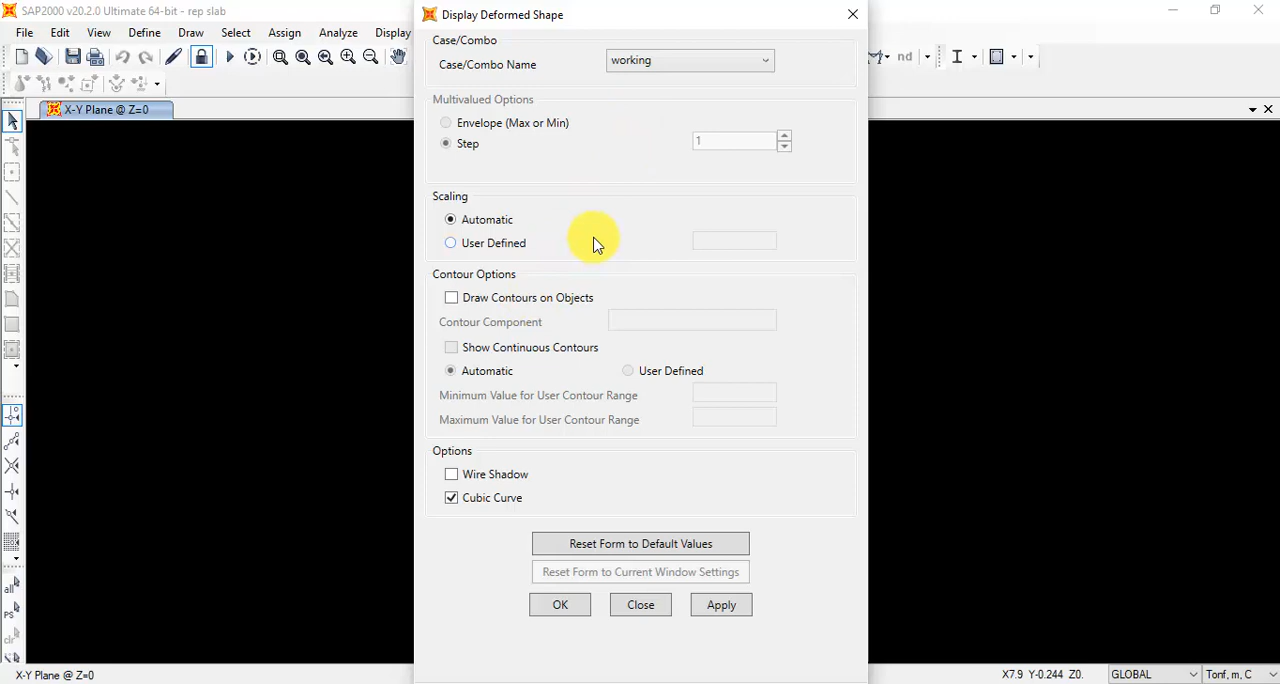 SAP2000 v20.2.0 Ultimate 64-bit - rep slab
File Edit View Define Draw Select Assign Analyze Display
nd
X-Y Plane @ Z=0
Display Deformed Shape
Case/Combo
Case/Combo Name working
Multivalued Options
Envelope (Max or Min)
Step 1
Scaling
Automatic
User Defined
Contour Options
Draw Contours on Objects
Contour Component
Show Continuous Contours
Automatic User Defined
Minimum Value for User Contour Range
Maximum Value for User Contour Range
Options
Wire Shadow
Cubic Curve
Reset Form to Default Values
Reset Form to Current Window Settings
OK Close Apply
all
PS
clr
X-Y Plane @ Z=0 X7.9 Y-0.244 Z0. GLOBAL Tonf, m, C